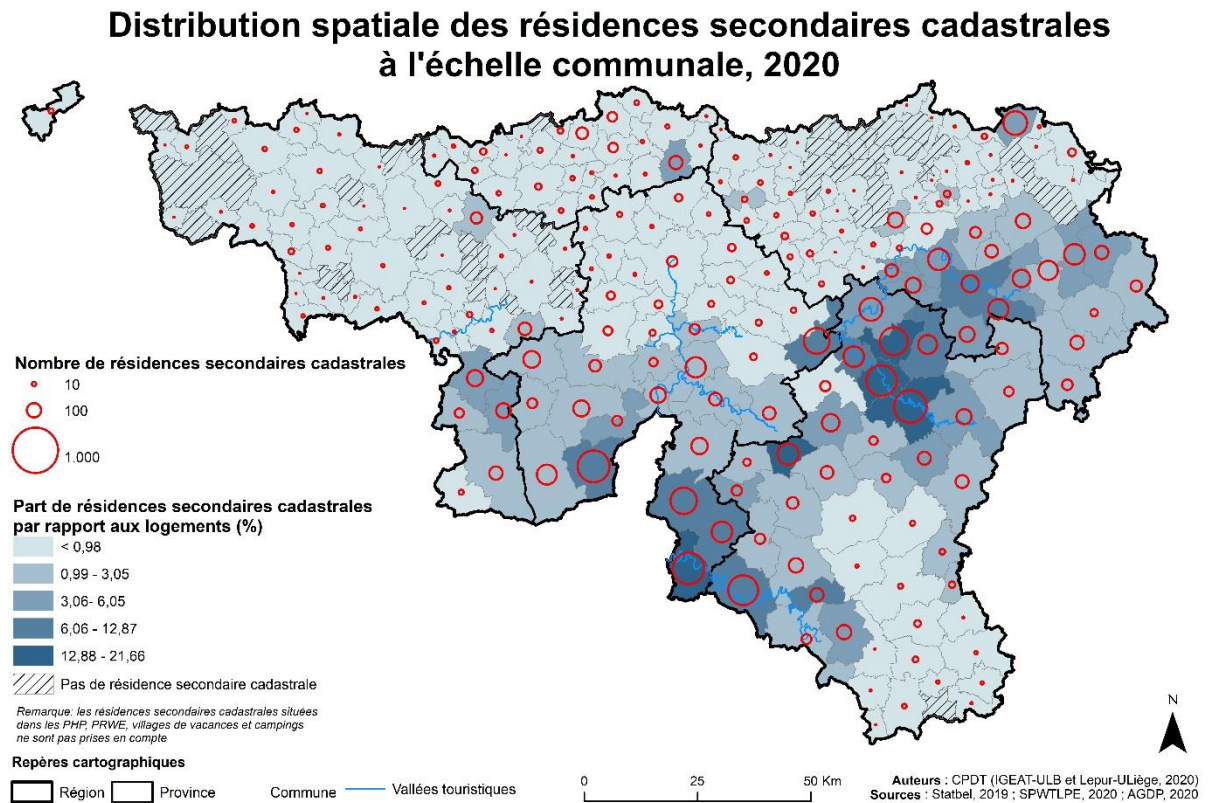 Distribution spatiale des résidences secondaires cadastrales
à l'échelle communale, 2020
Nombre de résidences secondaires cadastrales
10
100
1.000
Part de résidences secondaires cadastrales
par rapport aux logements (%)
< 0,98
0,99 - 3,05
3,06- 6,05
6,06 - 12,87
12,88 - 21,66
Pas de résidence secondaire cadastrale
Remarque: les résidences secondaires cadastrales situées
dans les PHP, PRWE, villages de vacances et campings
ne sont pas prises en compte
Repères cartographiques
Région
Province
Commune
Vallées touristiques
0 25 50 Km
N
Auteurs : CPDT (IGEAT-ULB et Lepur-ULiège, 2020)
Sources : Statbel, 2019 ; SPWTLPE, 2020 ; AGDP, 2020